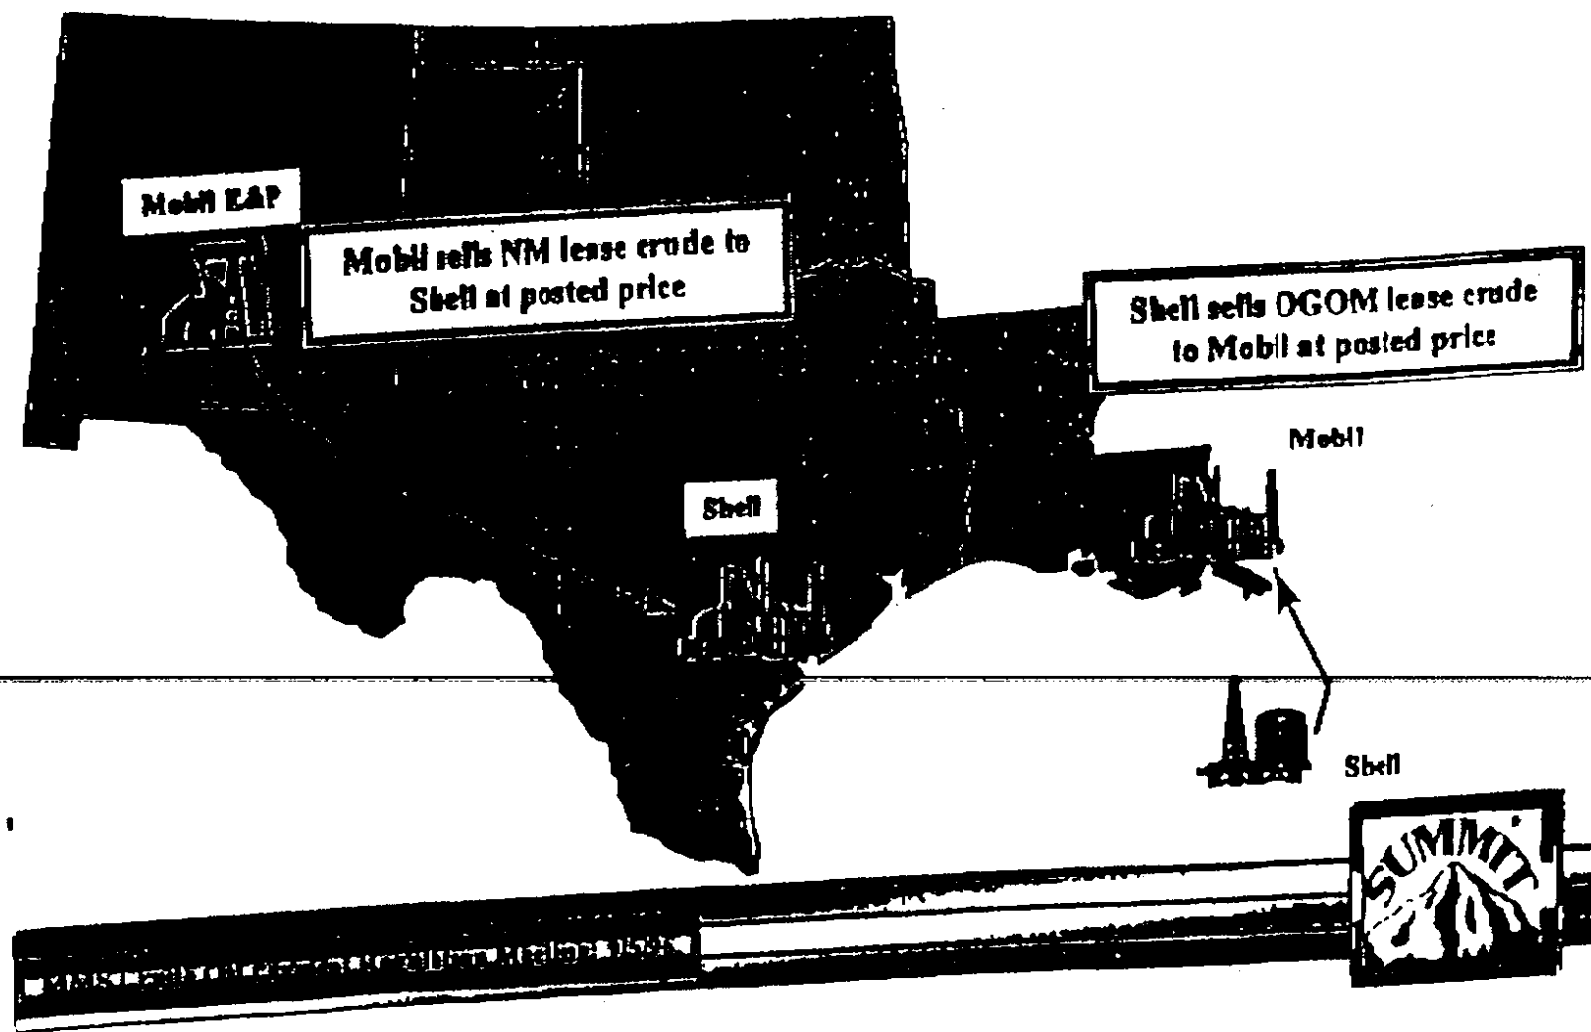 Mobil E&P
Mobil sells NM lease crude to
Shell at posted price
Shell sells OGOM lease crude
to Mobil at posted price
Mobil
Shell
Shell
SUMMIT